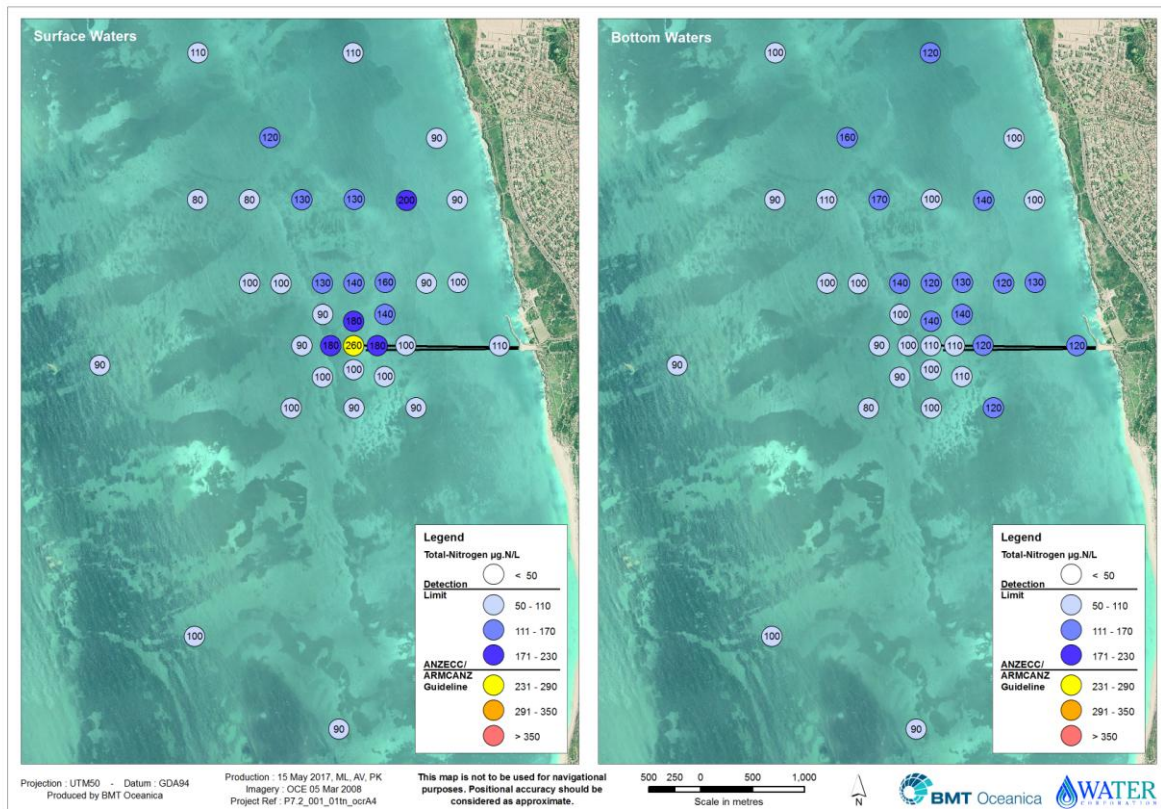 Surface Waters
110 110
120 90
80 80 130 130 200 90
100 100 130 140 160 90 100
90 180 140
90 180 260 180 100 110
90
100 100 100
100 90 90
100
90
Legend
Total-Nitrogen µg.N/L
Detection
Limit
< 50
50 - 110
111 - 170
171 - 230
ANZECC/
ARMCANZ
Guideline
231 - 290
291 - 350
> 350
Bottom Waters
100 120
160 90
90 110 170 100 140 100
100 100 140 120 130 120 130
100 140 140
90 100 110 110 120 120
90
90 100 110
80 100 120
100
90
Legend
Total-Nitrogen µg.N/L
Detection
Limit
< 50
50 - 110
111 - 170
171 - 230
ANZECC/
ARMCANZ
Guideline
231 - 290
291 - 350
> 350
Projection : UTM50 - Datum : GDA94
Produced by BMT Oceanica
Production : 15 May 2017, ML, AV, PK
Imagery : OCE 05 Mar 2008
Project Ref : P7.2_001_01tn_ocrA4
This map is not to be used for navigational
purposes. Positional accuracy should be
considered as approximate.
500 250 0 500 1,000
Scale in metres
N
BMT Oceanica
WATER
CORPORATION